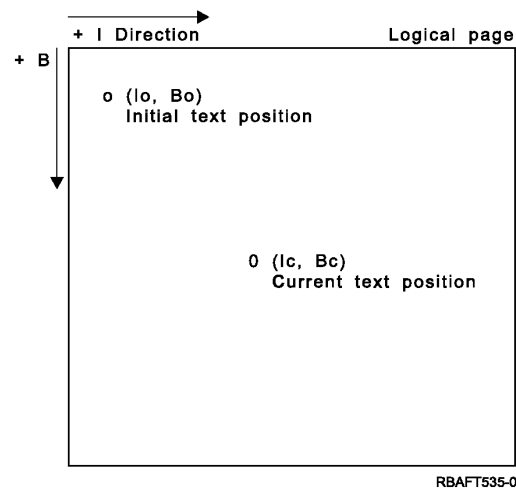 + I Direction Logical page
+ B
o (Io, Bo)
Initial text position
0 (Ic, Bc)
Current text position
RBAFT535-0